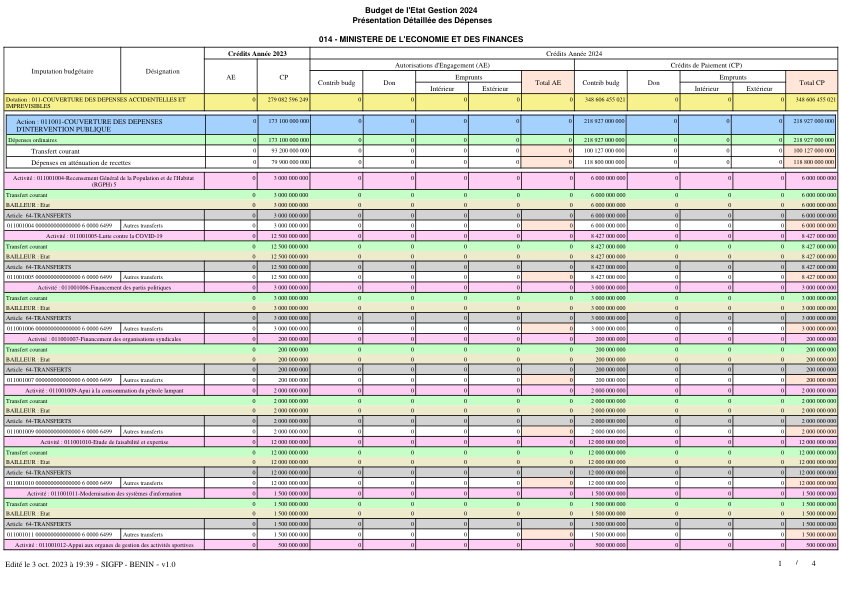 Budget de l'Etat Gestion 2024
Présentation Détaillée des Dépenses
014 - MINISTERE DE L'ECONOMIE ET DES FINANCES
Imputation budgétaire Désignation Crédits Année 2023 Crédits Année 2024
AE CP Autorisations d'Engagement (AE) Crédits de Paiement (CP)
Contrib budg Don Emprunts Total AE Contrib budg Don Emprunts Total CP
Intérieur Extérieur Intérieur Extérieur
Dotation : 011-COUVERTURE DES DEPENSES ACCIDENTELLES ET IMPREVISIBLES 0 279 082 596 249 0 0 0 0 0 348 606 455 021 0 0 0 348 606 455 021
Action : 011001-COUVERTURE DES DEPENSES D'INTERVENTION PUBLIQUE 0 173 100 000 000 0 0 0 0 0 218 927 000 000 0 0 0 218 927 000 000
Dépenses ordinaires 0 173 100 000 000 0 0 0 0 0 218 927 000 000 0 0 0 218 927 000 000
Transfert courant 0 93 200 000 000 0 0 0 0 0 100 127 000 000 0 0 0 100 127 000 000
Dépenses en atténuation de recettes 0 79 900 000 000 0 0 0 0 0 118 800 000 000 0 0 0 118 800 000 000
Activité : 011001004-Recensement Général de la Population et de l'Habitat (RGPH) 5 0 3 000 000 000 0 0 0 0 0 6 000 000 000 0 0 0 6 000 000 000
Transfert courant 0 3 000 000 000 0 0 0 0 0 6 000 000 000 0 0 0 6 000 000 000
BAILLEUR : Etat 0 3 000 000 000 0 0 0 0 0 6 000 000 000 0 0 0 6 000 000 000
Article 64-TRANSFERTS 0 3 000 000 000 0 0 0 0 0 6 000 000 000 0 0 0 6 000 000 000
011001004 0000000000000000 6 0000 6499 Autres transferts 0 3 000 000 000 0 0 0 0 0 6 000 000 000 0 0 0 6 000 000 000
Activité : 011001005-Lutte contre la COVID-19 0 12 500 000 000 0 0 0 0 0 8 427 000 000 0 0 0 8 427 000 000
Transfert courant 0 12 500 000 000 0 0 0 0 0 8 427 000 000 0 0 0 8 427 000 000
BAILLEUR : Etat 0 12 500 000 000 0 0 0 0 0 8 427 000 000 0 0 0 8 427 000 000
Article 64-TRANSFERTS 0 12 500 000 000 0 0 0 0 0 8 427 000 000 0 0 0 8 427 000 000
011001005 0000000000000000 6 0000 6499 Autres transferts 0 12 500 000 000 0 0 0 0 0 8 427 000 000 0 0 0 8 427 000 000
Activité : 011001006-Financement des partis politiques 0 3 000 000 000 0 0 0 0 0 3 000 000 000 0 0 0 3 000 000 000
Transfert courant 0 3 000 000 000 0 0 0 0 0 3 000 000 000 0 0 0 3 000 000 000
BAILLEUR : Etat 0 3 000 000 000 0 0 0 0 0 3 000 000 000 0 0 0 3 000 000 000
Article 64-TRANSFERTS 0 3 000 000 000 0 0 0 0 0 3 000 000 000 0 0 0 3 000 000 000
011001006 0000000000000000 6 0000 6499 Autres transferts 0 3 000 000 000 0 0 0 0 0 3 000 000 000 0 0 0 3 000 000 000
Activité : 011001007-Financement des organisations syndicales 0 200 000 000 0 0 0 0 0 200 000 000 0 0 0 200 000 000
Transfert courant 0 200 000 000 0 0 0 0 0 200 000 000 0 0 0 200 000 000
BAILLEUR : Etat 0 200 000 000 0 0 0 0 0 200 000 000 0 0 0 200 000 000
Article 64-TRANSFERTS 0 200 000 000 0 0 0 0 0 200 000 000 0 0 0 200 000 000
011001007 0000000000000000 6 0000 6499 Autres transferts 0 200 000 000 0 0 0 0 0 200 000 000 0 0 0 200 000 000
Activité : 011001009-Apui à la consommation du pétrole lampant 0 2 000 000 000 0 0 0 0 0 2 000 000 000 0 0 0 2 000 000 000
Transfert courant 0 2 000 000 000 0 0 0 0 0 2 000 000 000 0 0 0 2 000 000 000
BAILLEUR : Etat 0 2 000 000 000 0 0 0 0 0 2 000 000 000 0 0 0 2 000 000 000
Article 64-TRANSFERTS 0 2 000 000 000 0 0 0 0 0 2 000 000 000 0 0 0 2 000 000 000
011001009 0000000000000000 6 0000 6499 Autres transferts 0 2 000 000 000 0 0 0 0 0 2 000 000 000 0 0 0 2 000 000 000
Activité : 011001010-Etude de faisabilité et expertise 0 12 000 000 000 0 0 0 0 0 12 000 000 000 0 0 0 12 000 000 000
Transfert courant 0 12 000 000 000 0 0 0 0 0 12 000 000 000 0 0 0 12 000 000 000
BAILLEUR : Etat 0 12 000 000 000 0 0 0 0 0 12 000 000 000 0 0 0 12 000 000 000
Article 64-TRANSFERTS 0 12 000 000 000 0 0 0 0 0 12 000 000 000 0 0 0 12 000 000 000
011001010 0000000000000000 6 0000 6499 Autres transferts 0 12 000 000 000 0 0 0 0 0 12 000 000 000 0 0 0 12 000 000 000
Activité : 011001011-Modernisation des systèmes d'information 0 1 500 000 000 0 0 0 0 0 1 500 000 000 0 0 0 1 500 000 000
Transfert courant 0 1 500 000 000 0 0 0 0 0 1 500 000 000 0 0 0 1 500 000 000
BAILLEUR : Etat 0 1 500 000 000 0 0 0 0 0 1 500 000 000 0 0 0 1 500 000 000
Article 64-TRANSFERTS 0 1 500 000 000 0 0 0 0 0 1 500 000 000 0 0 0 1 500 000 000
011001011 0000000000000000 6 0000 6499 Autres transferts 0 1 500 000 000 0 0 0 0 0 1 500 000 000 0 0 0 1 500 000 000
Activité : 011001012-Appui aux organes de gestion des activités sportives 0 500 000 000 0 0 0 0 0 500 000 000 0 0 0 500 000 000
Edité le 3 oct. 2023 à 19:39 - SIGFP - BENIN - v1.0 1 / 4